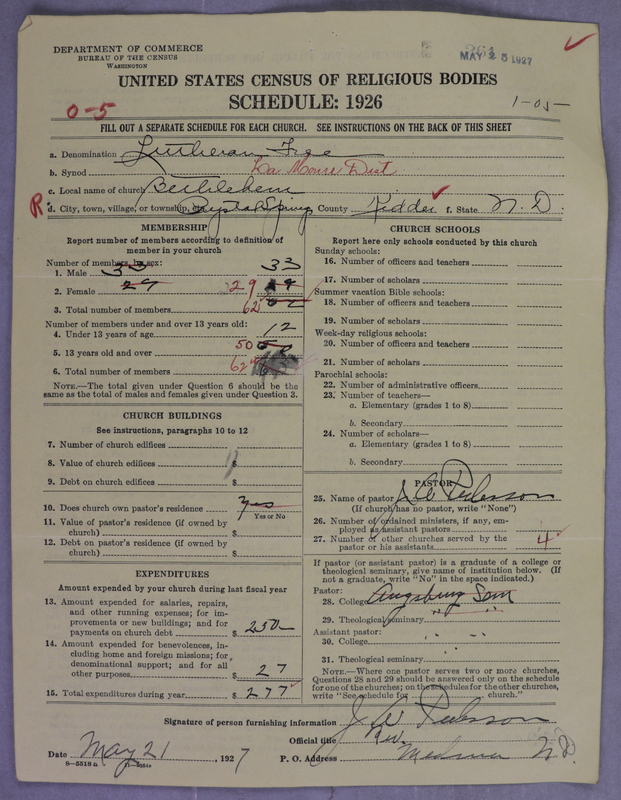 DEPARTMENT OF COMMERCE
BUREAU OF THE CENSUS
WASHINGTON
MAY 25 1927
UNITED STATES CENSUS OF RELIGIOUS BODIES
SCHEDULE: 1926
0-5
1-05-
FILL OUT A SEPARATE SCHEDULE FOR EACH CHURCH. SEE INSTRUCTIONS ON THE BACK OF THIS SHEET
a. Denomination Lutheran Free
b. Synod La Moure Dist
c. Local name of church Bethlehem
R
d. City, town, village, or township, Crystal Spring County Kidder f. State N. D.
MEMBERSHIP
Report number of members according to definition of member in your church
Number of members by sex:
1. Male 33 33
2. Female 29 29
3. Total number of members 62
Number of members under and over 13 years old:
4. Under 13 years of age 12
5. 13 years old and over 50
6. Total number of members 62
NOTE.—The total given under Question 6 should be the same as the total of males and females given under Question 3.
CHURCH BUILDINGS
See instructions, paragraphs 10 to 12
7. Number of church edifices
8. Value of church edifices $
9. Debt on church edifices $
10. Does church own pastor's residence Yes
Yes or No
11. Value of pastor's residence (if owned by church) $
12. Debt on pastor's residence (if owned by church) $
EXPENDITURES
Amount expended by your church during last fiscal year
13. Amount expended for salaries, repairs, and other running expenses; for improvements or new buildings; and for payments on church debt $ 250—
14. Amount expended for benevolences, including home and foreign missions; for denominational support; and for all other purposes $ 27
15. Total expenditures during year $ 277
CHURCH SCHOOLS
Report here only schools conducted by this church
Sunday schools:
16. Number of officers and teachers
17. Number of scholars
Summer vacation Bible schools:
18. Number of officers and teachers
19. Number of scholars
Week-day religious schools:
20. Number of officers and teachers
21. Number of scholars
Parochial schools:
22. Number of administrative officers
23. Number of teachers—
a. Elementary (grades 1 to 8)
b. Secondary
24. Number of scholars—
a. Elementary (grades 1 to 8)
b. Secondary
PASTOR
25. Name of pastor J. A. Pederson
(If church has no pastor, write "None")
26. Number of ordained ministers, if any, employed as assistant pastors
27. Number of other churches served by the pastor or his assistants 4
If pastor (or assistant pastor) is a graduate of a college or theological seminary, give name of institution below. (If not a graduate, write "No" in the space indicated.)
Pastor:
28. College Augsburg Sem
29. Theological seminary " "
Assistant pastor:
30. College " "
31. Theological seminary
NOTE.—Where one pastor serves two or more churches, Questions 28 and 29 should be answered only on the schedule for one of the churches; on the schedules for the other churches, write "See schedule for church."
Signature of person furnishing information J. A. Pederson
Official title Rev.
Date May 21, 1927 P. O. Address Medina N.D.
8—5318 a